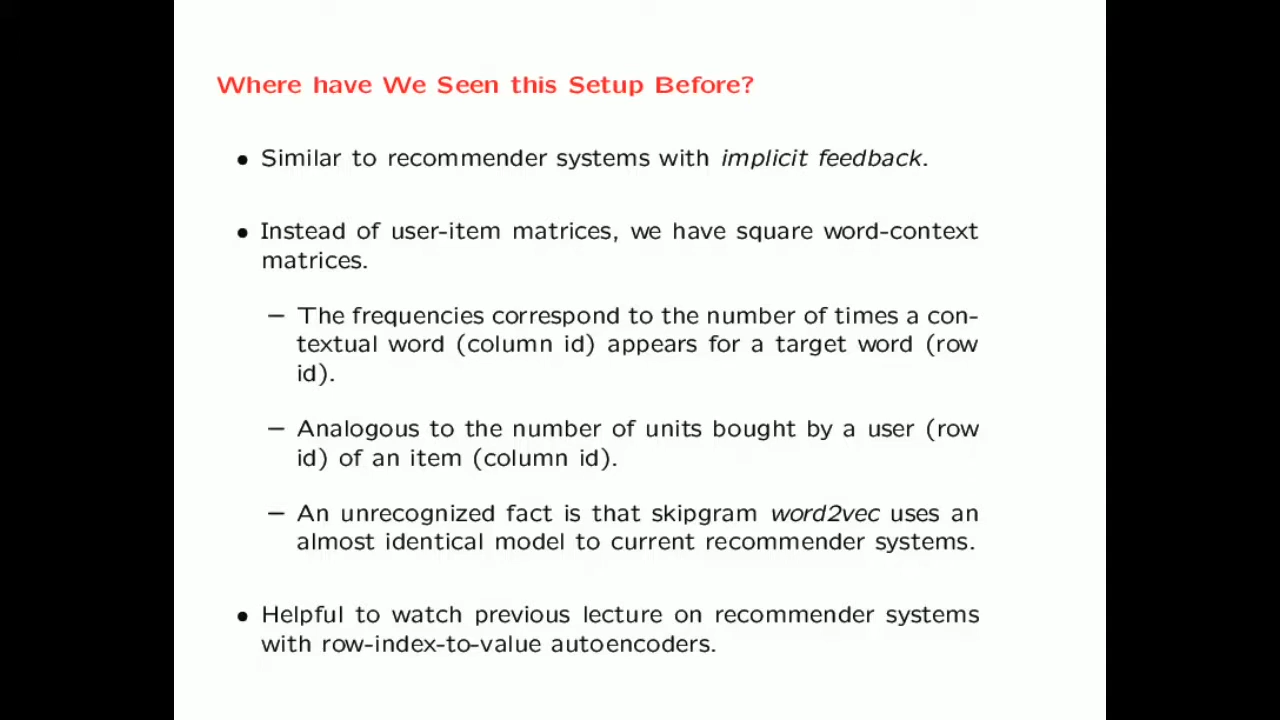 Where have We Seen this Setup Before?
• Similar to recommender systems with implicit feedback.
• Instead of user-item matrices, we have square word-context
matrices.
– The frequencies correspond to the number of times a con-
textual word (column id) appears for a target word (row
id).
– Analogous to the number of units bought by a user (row
id) of an item (column id).
– An unrecognized fact is that skipgram word2vec uses an
almost identical model to current recommender systems.
• Helpful to watch previous lecture on recommender systems
with row-index-to-value autoencoders.